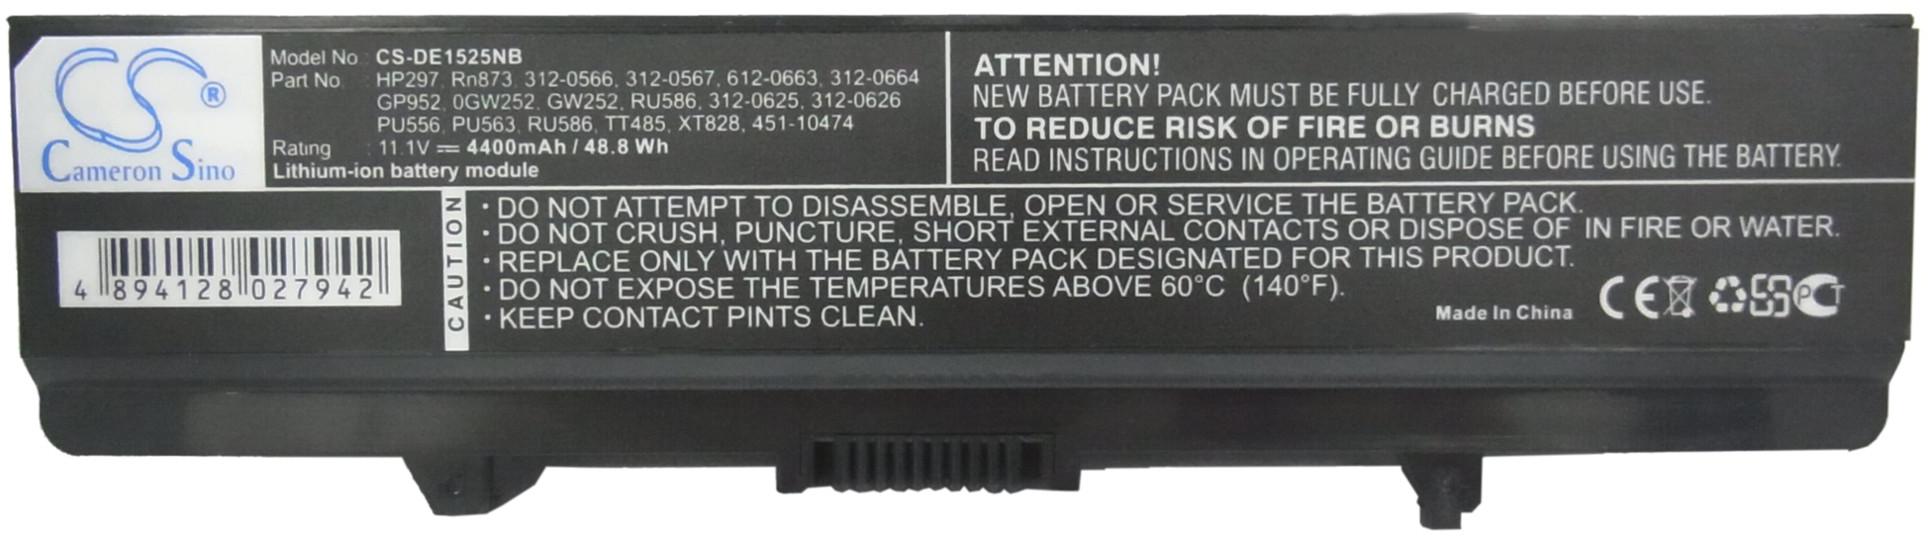 CS®
Cameron Sino
Model No : CS-DE1525NB
Part No : HP297, Rn873, 312-0566, 312-0567, 612-0663, 312-0664
GP952, 0GW252, GW252, RU586, 312-0625, 312-0626
PU556, PU563, RU586, TT485, XT828, 451-10474
Rating : 11.1V 4400mAh / 48.8 Wh
Lithium-ion battery module
ATTENTION!
NEW BATTERY PACK MUST BE FULLY CHARGED BEFORE USE.
TO REDUCE RISK OF FIRE OR BURNS
READ INSTRUCTIONS IN OPERATING GUIDE BEFORE USING THE BATTERY.
4 894128 027942
CAUTION
• DO NOT ATTEMPT TO DISASSEMBLE, OPEN OR SERVICE THE BATTERY PACK.
• DO NOT CRUSH, PUNCTURE, SHORT EXTERNAL CONTACTS OR DISPOSE OF IN FIRE OR WATER.
• REPLACE ONLY WITH THE BATTERY PACK DESIGNATED FOR THIS PRODUCT.
• DO NOT EXPOSE THE TEMPERATURES ABOVE 60°C (140°F).
• KEEP CONTACT PINTS CLEAN.
Made In China
CE